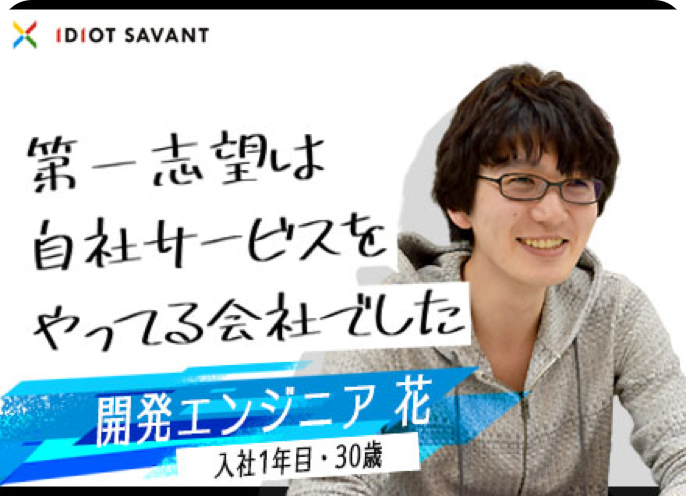 IDIOT SAVANT
第一志望は
自社サービスを
やってる会社でした
開発エンジニア 花
入社1年目・30歳